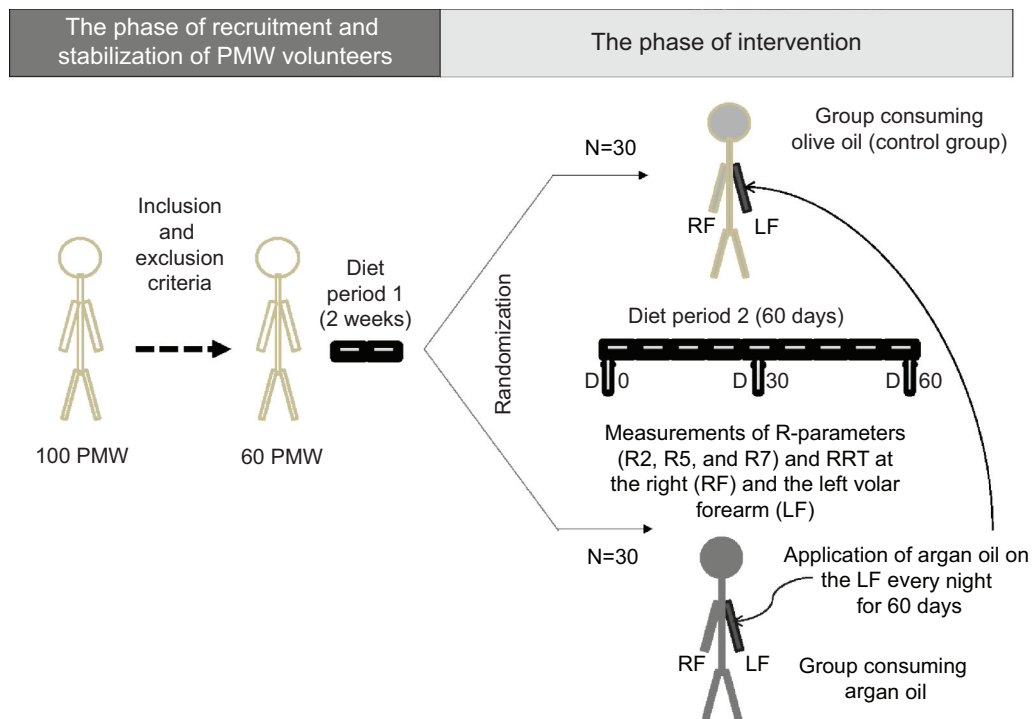 The phase of recruitment and
stabilization of PMW volunteers
The phase of intervention
Group consuming
olive oil (control group)
N=30
RF
LF
Inclusion
and
exclusion
criteria
Diet
period 1
(2 weeks)
Randomization
Diet period 2 (60 days)
D 0
D 30
D 60
100 PMW
60 PMW
Measurements of R-parameters
(R2, R5, and R7) and RRT at
the right (RF) and the left volar
forearm (LF)
N=30
Application of argan oil on
the LF every night
for 60 days
RF
LF
Group consuming
argan oil